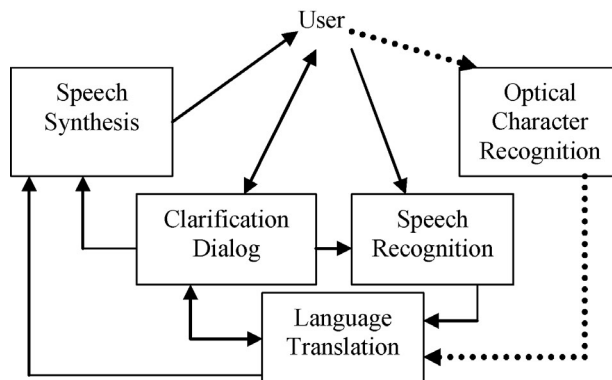 User
Speech
Synthesis
Optical
Character
Recognition
Clarification
Dialog
Speech
Recognition
Language
Translation